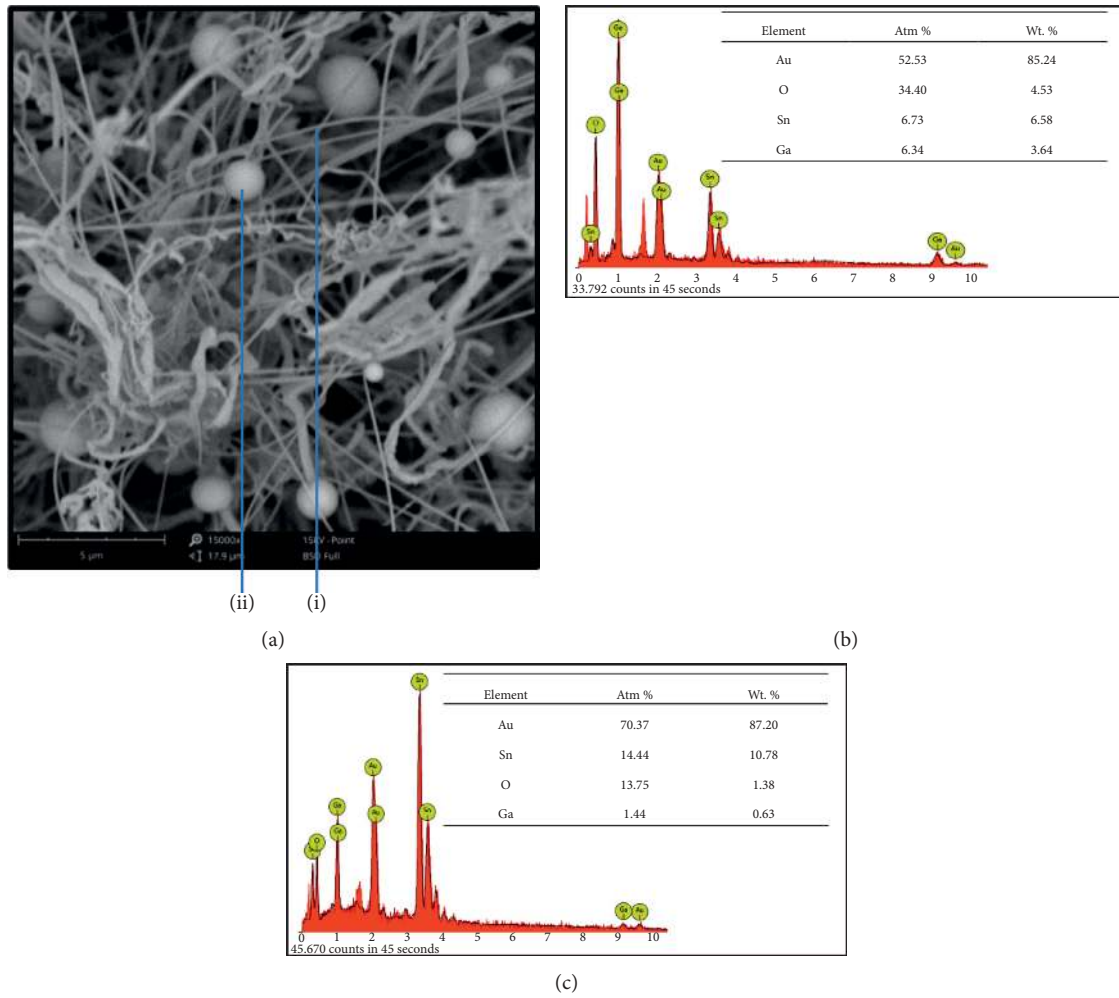 5 µm
15000x
17.9 µm
15kV - Point
BSD Full
(ii)
(i)
(a)
Element Atm % Wt. %
Au 52.53 85.24
O 34.40 4.53
Sn 6.73 6.58
Ga 6.34 3.64
Ga
Ga
O
Au
Au
Sn
Sn
Sn
Ga
Au
0 1 2 3 4 5 6 7 8 9 10
33.792 counts in 45 seconds
(b)
Element Atm % Wt. %
Au 70.37 87.20
Sn 14.44 10.78
O 13.75 1.38
Ga 1.44 0.63
Sn
Au
Ga
Au
Sn
Ga
O
Ga
Au
0 1 2 3 4 5 6 7 8 9 10
45.670 counts in 45 seconds
(c)